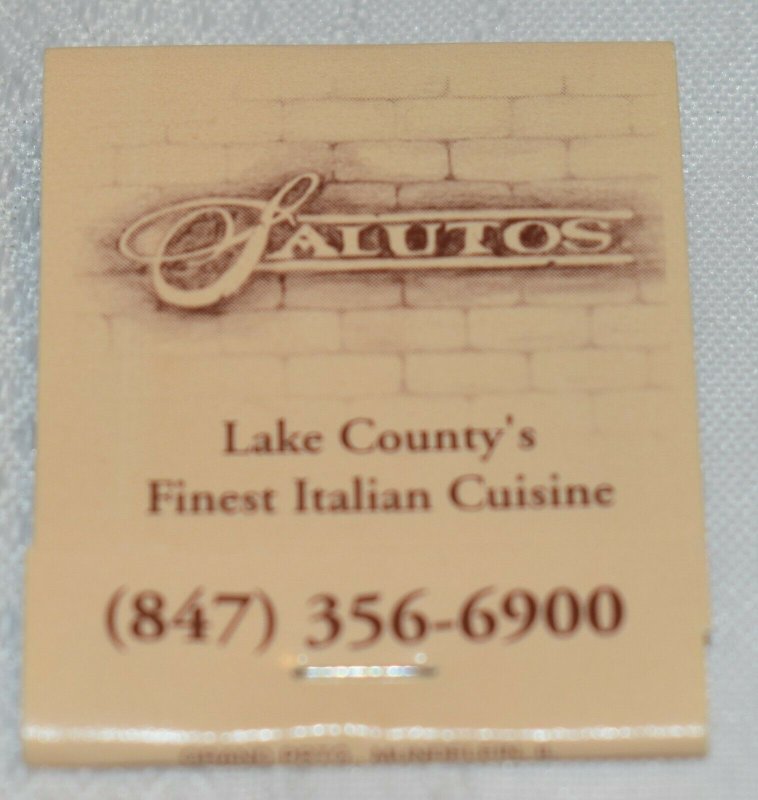 SALUTOS
Lake County's
Finest Italian Cuisine
(847) 356-6900